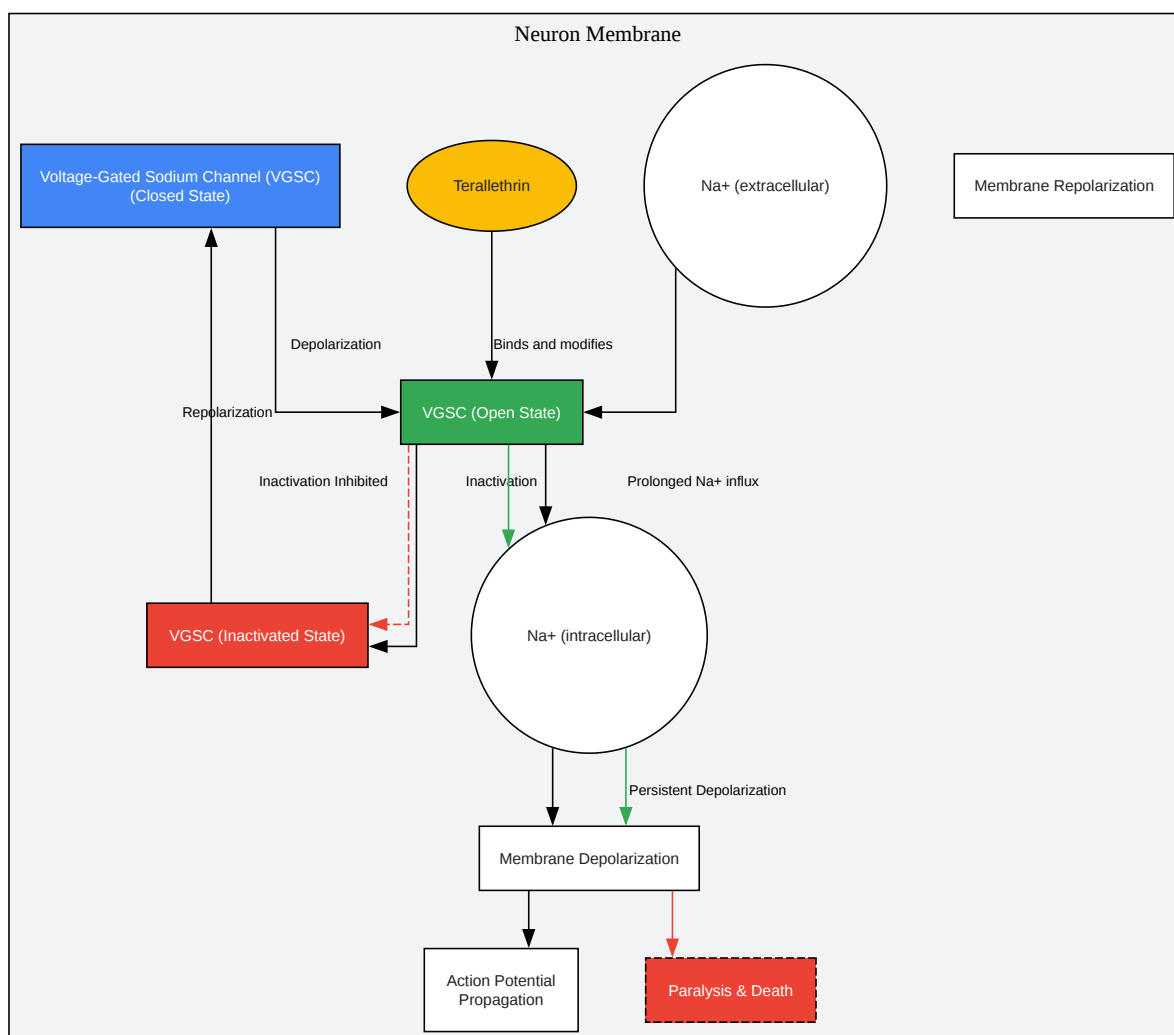 Neuron Membrane
Voltage-Gated Sodium Channel (VGSC)
(Closed State)
Terallethrin
Na+ (extracellular)
Membrane Repolarization
Depolarization
Binds and modifies
Repolarization
VGSC (Open State)
Inactivation Inhibited
Inactivation
Prolonged Na+ influx
VGSC (Inactivated State)
Na+ (intracellular)
Persistent Depolarization
Membrane Depolarization
Action Potential
Propagation
Paralysis & Death